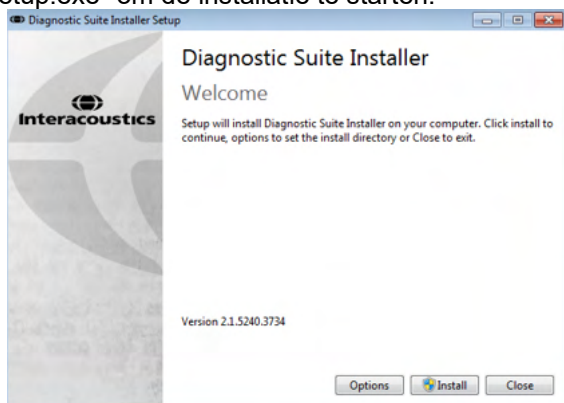 setup.exe" om de installatie te starten.
Diagnostic Suite Installer Setup
Interacoustics
Diagnostic Suite Installer
Welcome
Setup will install Diagnostic Suite Installer on your computer. Click install to
continue, options to set the install directory or Close to exit.
Version 2.1.5240.3734
Options
Install
Close